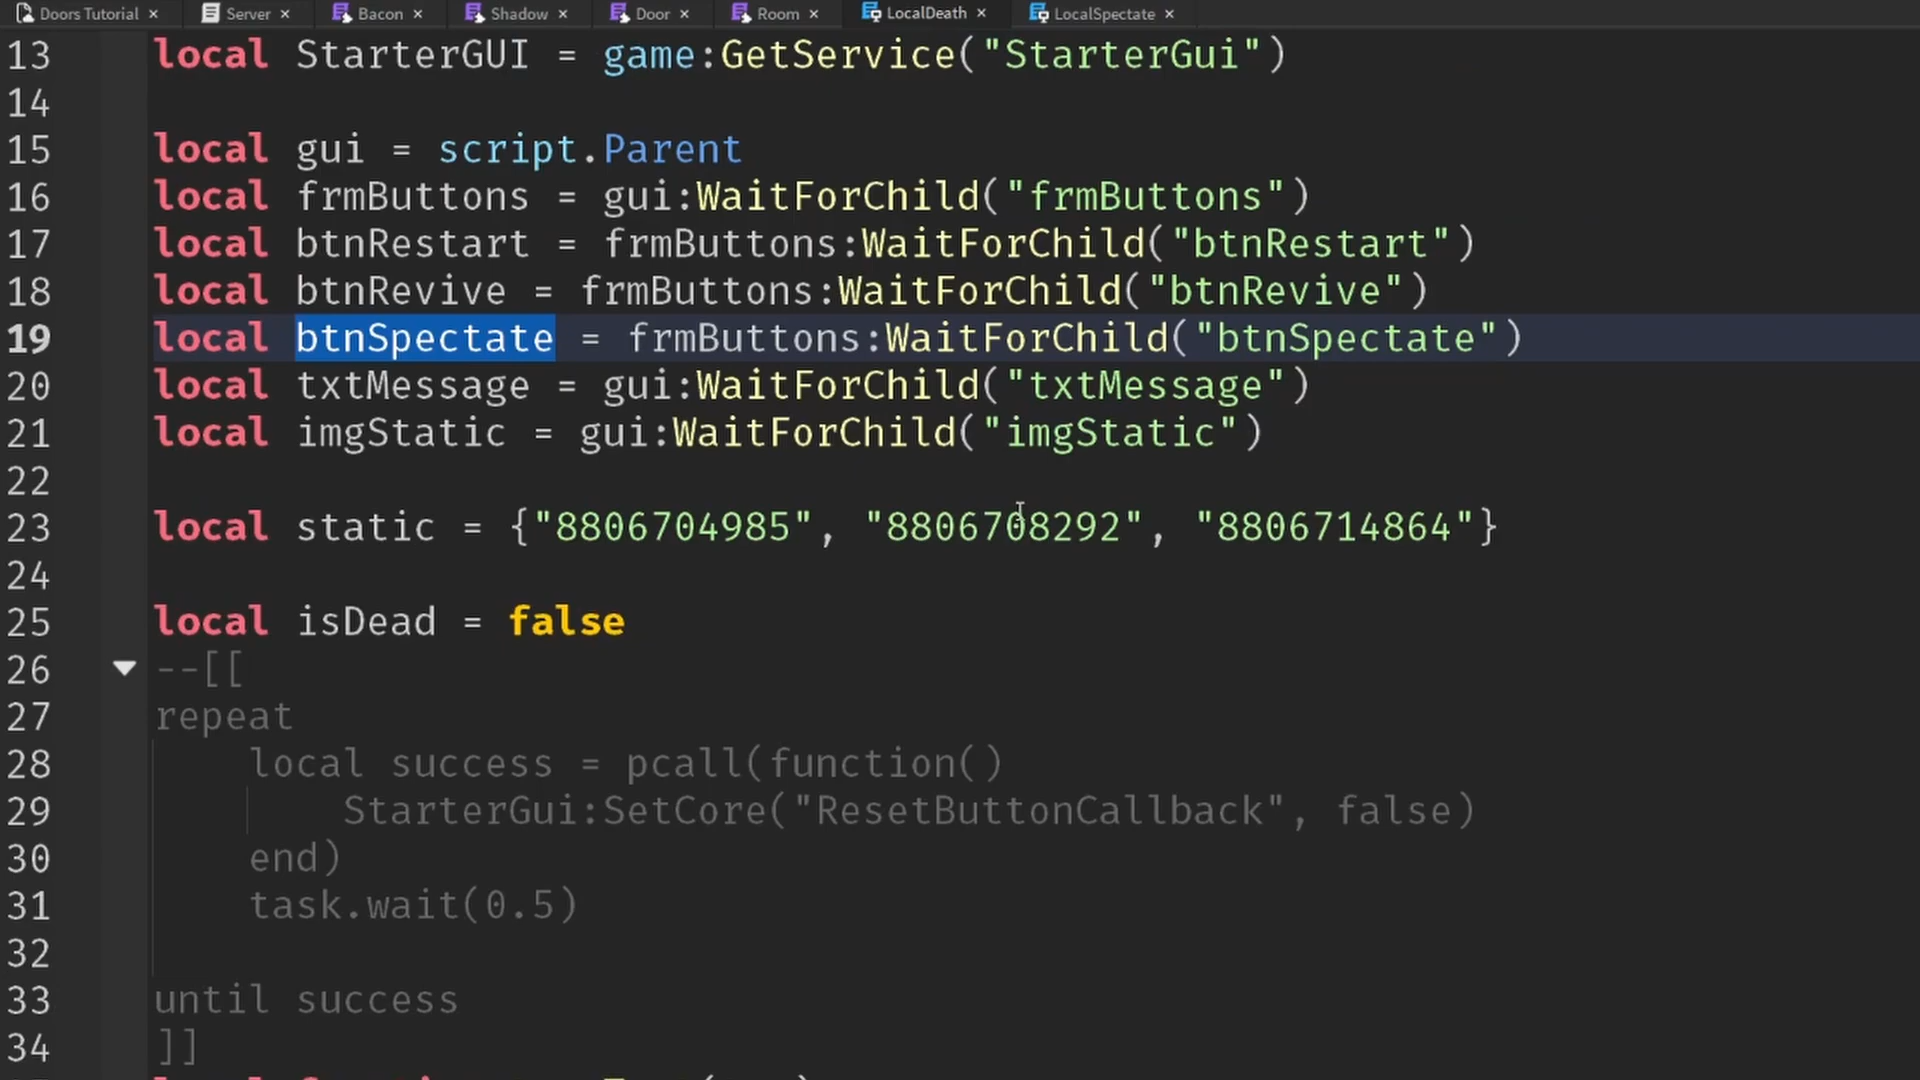 Doors Tutorial × Server × Bacon × Shadow × Door × Room × LocalDeath × LocalSpectate ×
13 local StarterGUI = game:GetService("StarterGui")
14
15 local gui = script.Parent
16 local frmButtons = gui:WaitForChild("frmButtons")
17 local btnRestart = frmButtons:WaitForChild("btnRestart")
18 local btnRevive = frmButtons:WaitForChild("btnRevive")
19 local btnSpectate = frmButtons:WaitForChild("btnSpectate")
20 local txtMessage = gui:WaitForChild("txtMessage")
21 local imgStatic = gui:WaitForChild("imgStatic")
22
23 local static = {"8806704985", "8806708292", "8806714864"}
24
25 local isDead = false
26 --[[
27 repeat
28 local success = pcall(function()
29 StarterGui:SetCore("ResetButtonCallback", false)
30 end)
31 task.wait(0.5)
32
33 until success
34 ]]